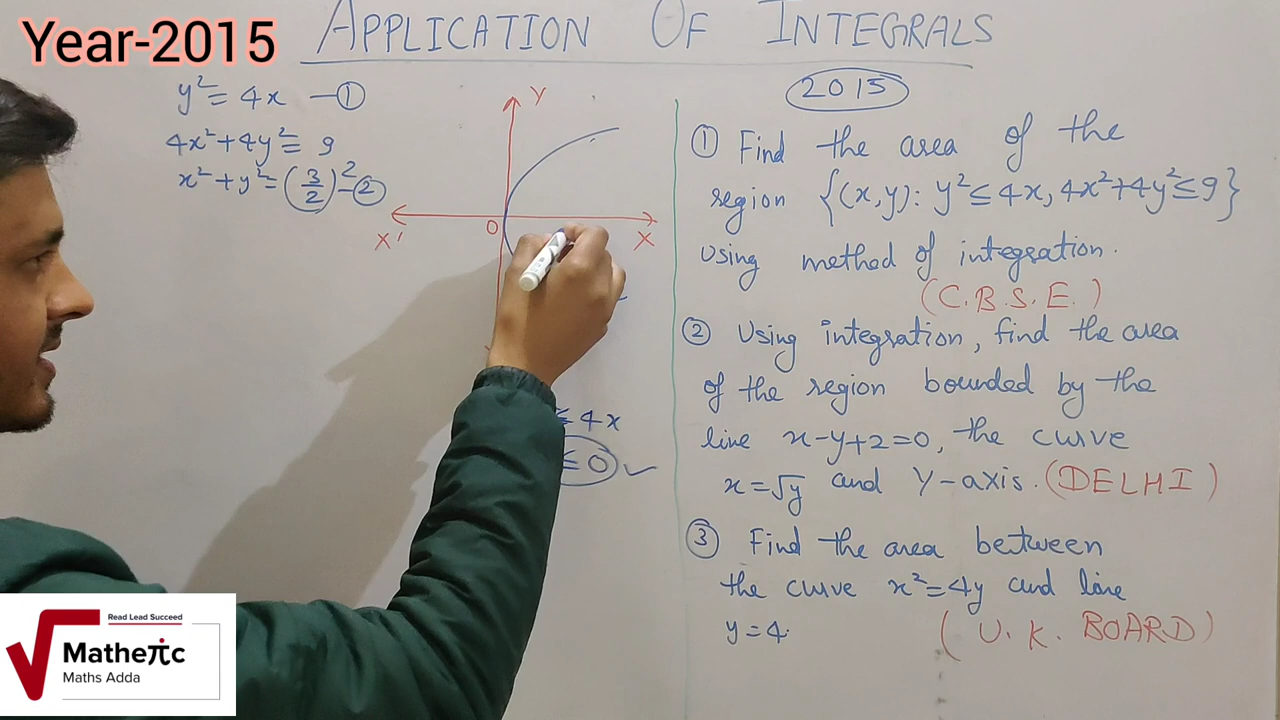 Year-2015
APPLICATION OF INTEGRALS
y² = 4x —①
4x² + 4y² = 9
x² + y² = (3/2)² —②
Y
X'
O
X
≤ 4x
≤ 0 ✓
2015
① Find the area of the
region {(x,y): y² ≤ 4x, 4x²+4y² ≤ 9}
using method of integration.
(C.B.S.E.)
② Using integration, find the area
of the region bounded by the
line x-y+2=0, the curve
x=√y and Y-axis. (DELHI)
③ Find the area between
the curve x²=4y and line
y=4.
(U.K. BOARD)
Read Lead Succeed
Matheπc
Maths Adda